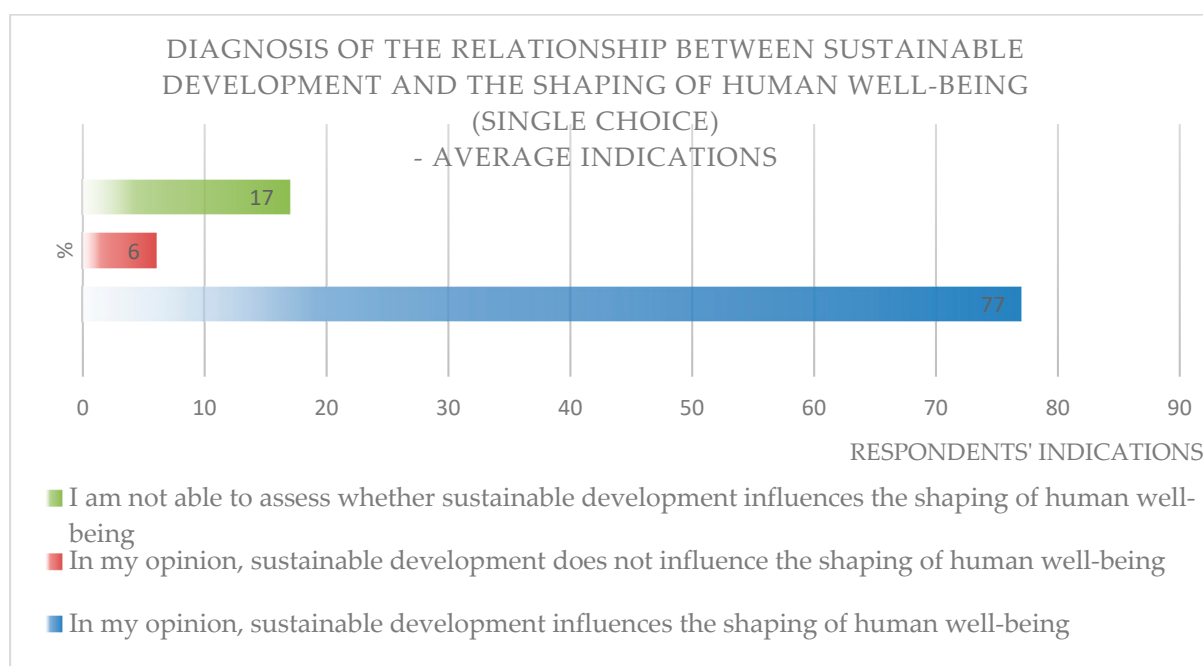 DIAGNOSIS OF THE RELATIONSHIP BETWEEN SUSTAINABLE
DEVELOPMENT AND THE SHAPING OF HUMAN WELL-BEING
(SINGLE CHOICE)
- AVERAGE INDICATIONS
17
%
6
77
0 10 20 30 40 50 60 70 80 90
RESPONDENTS' INDICATIONS
I am not able to assess whether sustainable development influences the shaping of human well-
being
In my opinion, sustainable development does not influence the shaping of human well-being
In my opinion, sustainable development influences the shaping of human well-being